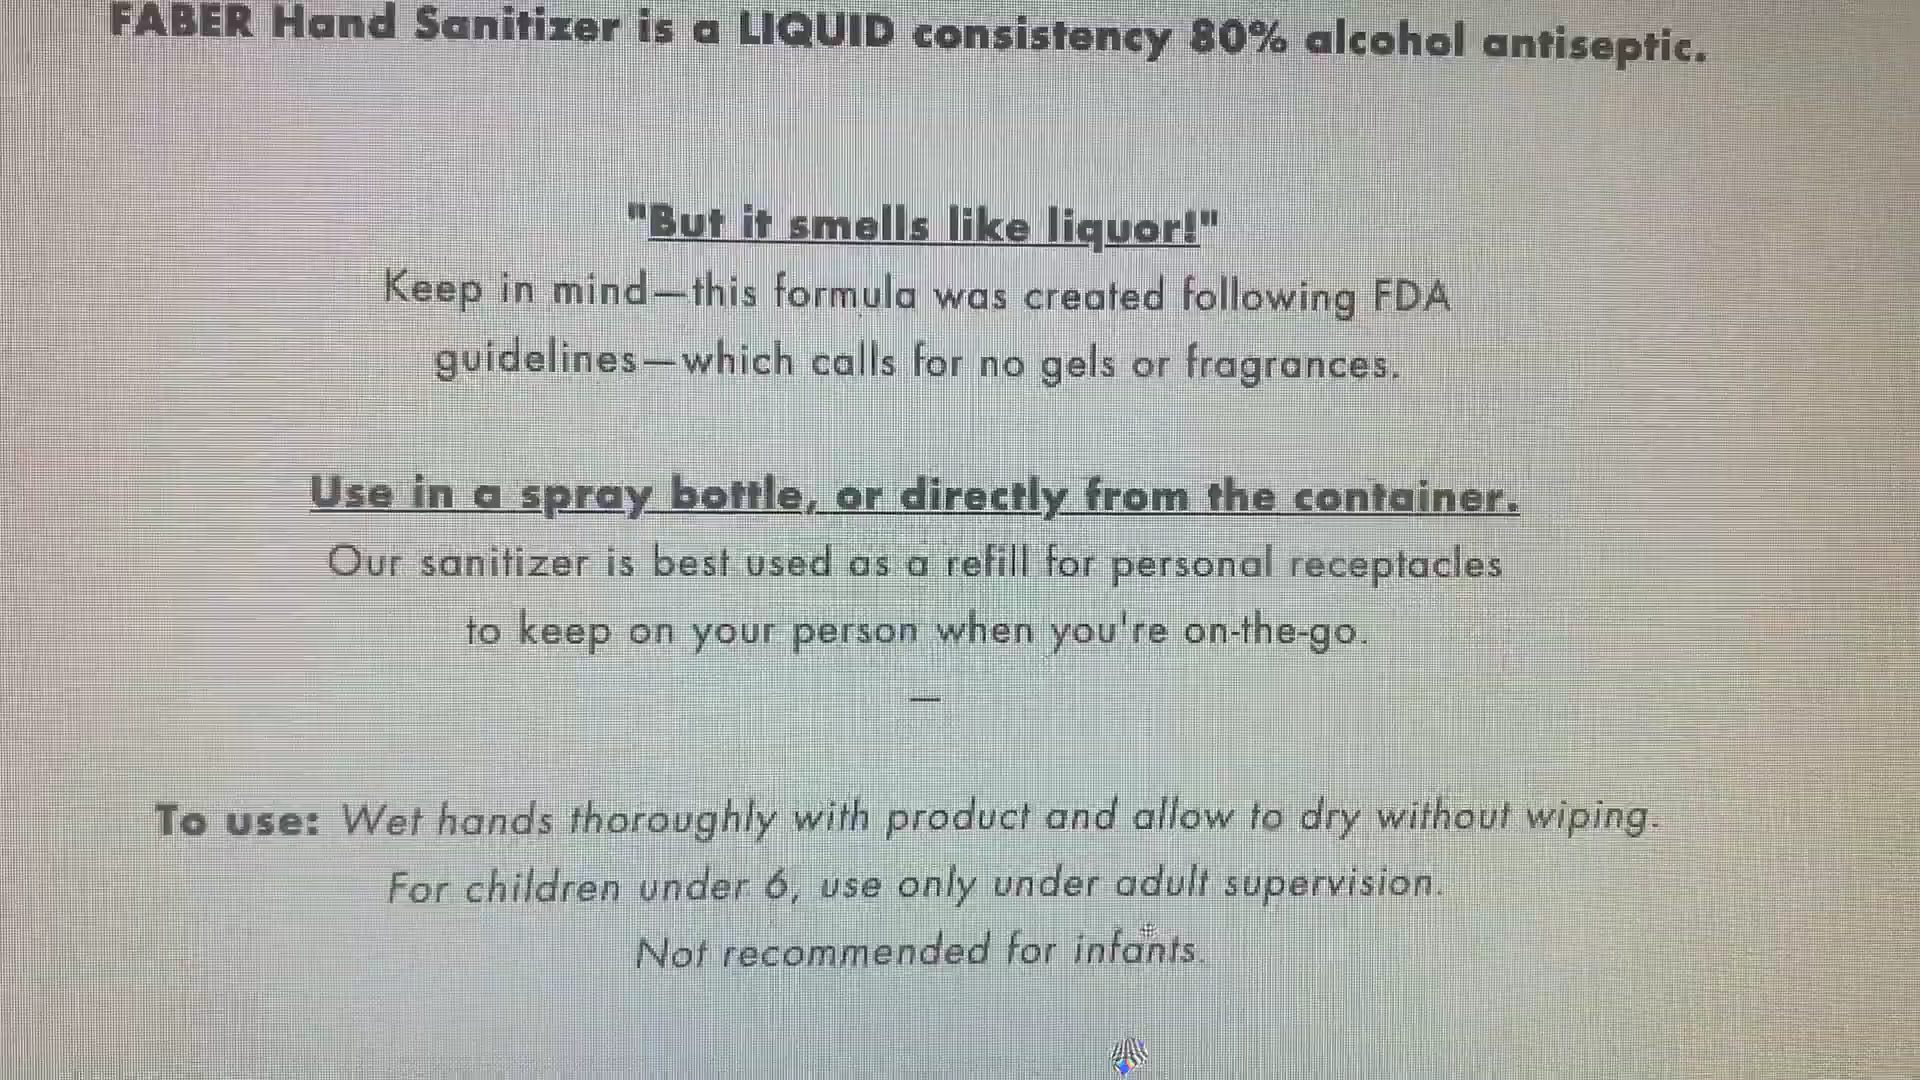 FABER Hand Sanitizer is a LIQUID consistency 80% alcohol antiseptic.
"But it smells like liquor!"
Keep in mind—this formula was created following FDA
guidelines—which calls for no gels or fragrances.
Use in a spray bottle, or directly from the container.
Our sanitizer is best used as a refill for personal receptacles
to keep on your person when you're on-the-go.
—
To use: Wet hands thoroughly with product and allow to dry without wiping.
For children under 6, use only under adult supervision.
Not recommended for infants.